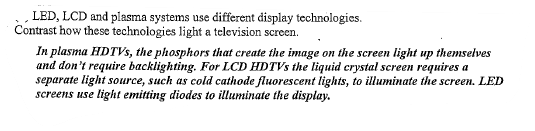 LED, LCD and plasma systems use different display technologies.
Contrast how these technologies light a television screen.
In plasma HDTVs, the phosphors that create the image on the screen light up themselves
and don't require backlighting. For LCD HDTVs the liquid crystal screen requires a
separate light source, such as cold cathode fluorescent lights, to illuminate the screen. LED
screens use light emitting diodes to illuminate the display.